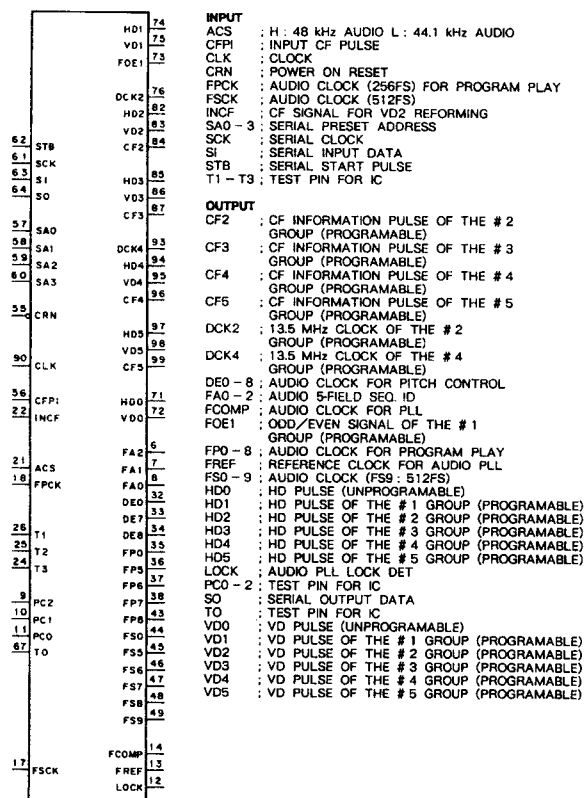 62 STB
61 SCK
63 SI
64 SO
57 SA0
58 SA1
59 SA2
60 SA3
55 CRN
90 CLK
56 CFPI
22 INCF
21 ACS
18 FPCK
26 T1
25 T2
24 T3
9 PC2
10 PC1
11 PC0
67 TO
17 FSCK
HD1 74
VD1 75
FOE1 73
DCK2 76
HD2 82
VD2 83
CF2 84
HD3 85
VD3 86
CF3 87
DCK4 93
HD4 94
VD4 95
CF4 96
HD5 97
VD5 98
CF5 99
HD0 71
VD0 72
FA2 6
FA1 7
FA0 8
DE0 32
DE7 33
DE8 34
FP0 35
FP5 36
FP6 37
FP7 38
FP8 43
FS0 44
FS5 45
FS6 46
FS7 47
FS8 48
FS9 49
FCOMP 14
FREF 13
LOCK 12
INPUT
ACS ; H : 48 kHz AUDIO L : 44.1 kHz AUDIO
CFPI ; INPUT CF PULSE
CLK ; CLOCK
CRN ; POWER ON RESET
FPCK ; AUDIO CLOCK (256FS) FOR PROGRAM PLAY
FSCK ; AUDIO CLOCK (512FS)
INCF ; CF SIGNAL FOR VD2 REFORMING
SA0 - 3 ; SERIAL PRESET ADDRESS
SCK ; SERIAL CLOCK
SI ; SERIAL INPUT DATA
STB ; SERIAL START PULSE
T1 - T3 ; TEST PIN FOR IC
OUTPUT
CF2 ; CF INFORMATION PULSE OF THE # 2
GROUP (PROGRAMABLE)
CF3 ; CF INFORMATION PULSE OF THE # 3
GROUP (PROGRAMABLE)
CF4 ; CF INFORMATION PULSE OF THE # 4
GROUP (PROGRAMABLE)
CF5 ; CF INFORMATION PULSE OF THE # 5
GROUP (PROGRAMABLE)
DCK2 ; 13.5 MHz CLOCK OF THE # 2
GROUP (PROGRAMABLE)
DCK4 ; 13.5 MHz CLOCK OF THE # 4
GROUP (PROGRAMABLE)
DE0 - 8 ; AUDIO CLOCK FOR PITCH CONTROL
FA0 - 2 ; AUDIO 5-FIELD SEQ. ID
FCOMP ; AUDIO CLOCK FOR PLL
FOE1 ; ODD/EVEN SIGNAL OF THE # 1
GROUP (PROGRAMABLE)
FP0 - 8 ; AUDIO CLOCK FOR PROGRAM PLAY
FREF ; REFERENCE CLOCK FOR AUDIO PLL
FS0 - 9 ; AUDIO CLOCK (FS9 : 512FS)
HD0 ; HD PULSE (UNPROGRAMABLE)
HD1 ; HD PULSE OF THE # 1 GROUP (PROGRAMABLE)
HD2 ; HD PULSE OF THE # 2 GROUP (PROGRAMABLE)
HD3 ; HD PULSE OF THE # 3 GROUP (PROGRAMABLE)
HD4 ; HD PULSE OF THE # 4 GROUP (PROGRAMABLE)
HD5 ; HD PULSE OF THE # 5 GROUP (PROGRAMABLE)
LOCK ; AUDIO PLL LOCK DET
PC0 - 2 ; TEST PIN FOR IC
SO ; SERIAL OUTPUT DATA
TO ; TEST PIN FOR IC
VD0 ; VD PULSE (UNPROGRAMABLE)
VD1 ; VD PULSE OF THE # 1 GROUP (PROGRAMABLE)
VD2 ; VD PULSE OF THE # 2 GROUP (PROGRAMABLE)
VD3 ; VD PULSE OF THE # 3 GROUP (PROGRAMABLE)
VD4 ; VD PULSE OF THE # 4 GROUP (PROGRAMABLE)
VD5 ; VD PULSE OF THE # 5 GROUP (PROGRAMABLE)